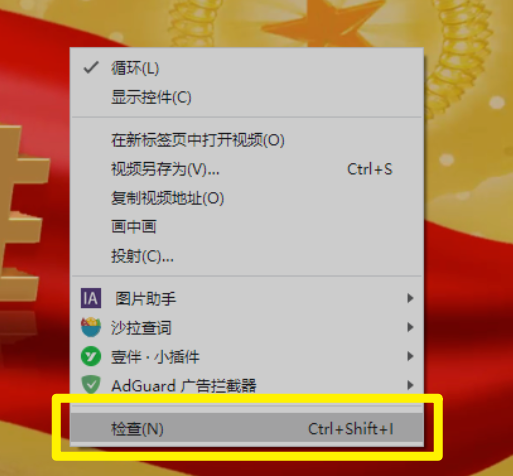 循环(L)
显示控件(C)
在新标签页中打开视频(O)
视频另存为(V)... Ctrl+S
复制视频地址(O)
画中画
投射(C)...
IA 图片助手
沙拉查词
壹伴 · 小插件
AdGuard 广告拦截器
检查(N) Ctrl+Shift+I